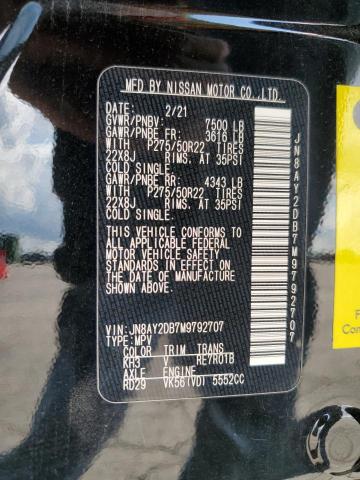 MFD BY NISSAN MOTOR CO.,LTD.
DATE: 2/21
GVWR/PNBV: 7500 LB
GAWR/PNBE FR: 3616 LB
WITH P275/50R22 TIRES
22X8J RIMS, AT 35PSI
COLD SINGLE.
GAWR/PNBE RR: 4343 LB
WITH P275/50R22 TIRES
22X8J RIMS, AT 35PSI
COLD SINGLE.
THIS VEHICLE CONFORMS TO
ALL APPLICABLE FEDERAL
MOTOR VEHICLE SAFETY
STANDARDS IN EFFECT ON
THE DATE OF MANUFACTURE
SHOWN ABOVE.
VIN: JN8AY2DB7M9792707
TYPE: MPV
COLOR TRIM TRANS
KH3 V RE7R01B
AXLE ENGINE
RD29 VK56(VD) 5552CC
JN8AY2DB7M9792707